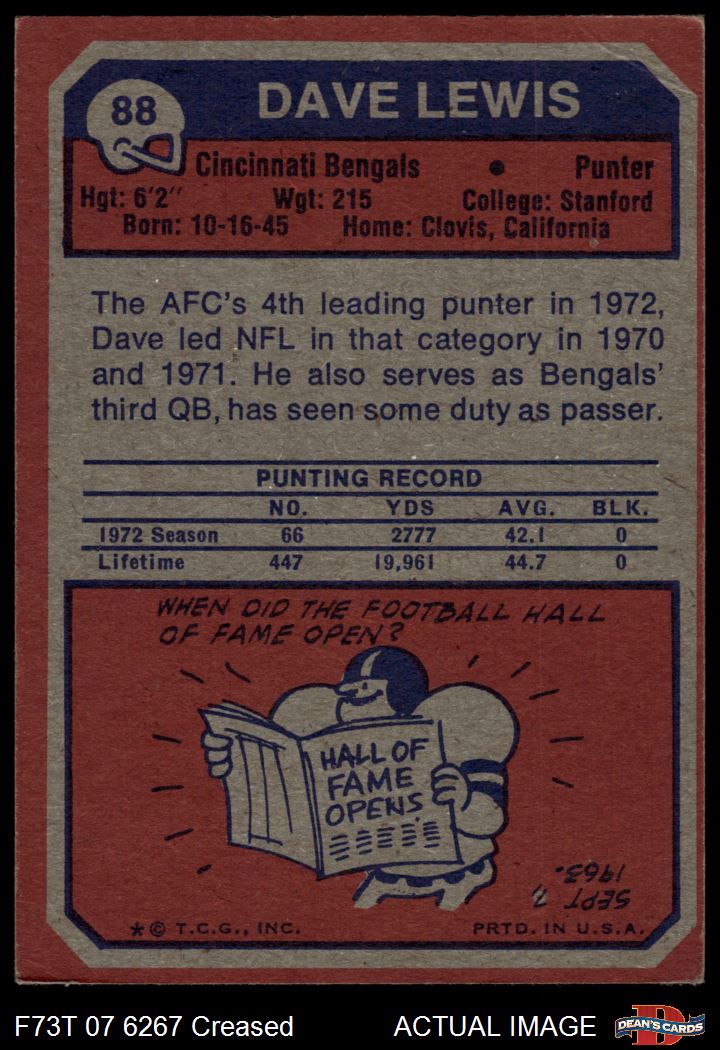 88
DAVE LEWIS
Cincinnati Bengals • Punter
Hgt: 6'2" Wgt: 215 College: Stanford
Born: 10-16-45 Home: Clovis, California
The AFC's 4th leading punter in 1972,
Dave led NFL in that category in 1970
and 1971. He also serves as Bengals'
third QB, has seen some duty as passer.
PUNTING RECORD
NO. YDS AVG. BLK.
1972 Season 66 2777 42.1 0
Lifetime 447 19,961 44.7 0
WHEN DID THE FOOTBALL HALL
OF FAME OPEN?
HALL OF
FAME
OPENS
SEPT 7
1963.
* © T.C.G., INC. PRTD. IN U.S.A.
F73T 07 6267 Creased ACTUAL IMAGE
D
DEAN'S CARDS